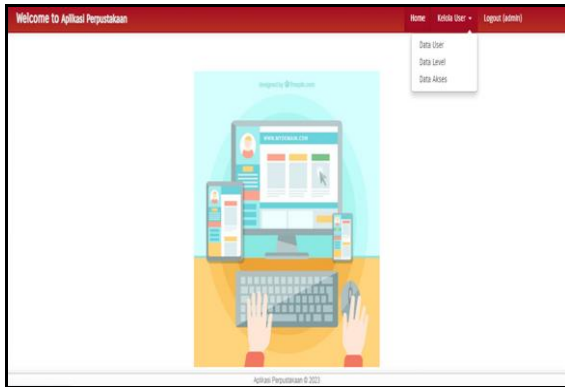 Welcome to Aplikasi Perpustakaan
Home Kelola User Logout (admin)
Data User
Data Level
Data Akses
designed by freepik.com
WWW.MYDOMAIN.COM
Aplikasi Perpustakaan © 2023